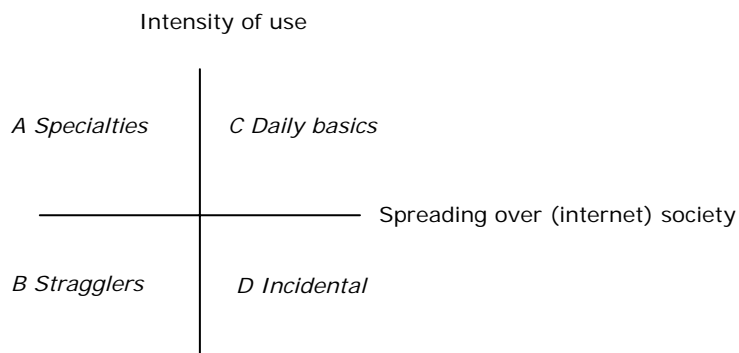 Intensity of use
A Specialties
C Daily basics
Spreading over (internet) society
B Stragglers
D Incidental